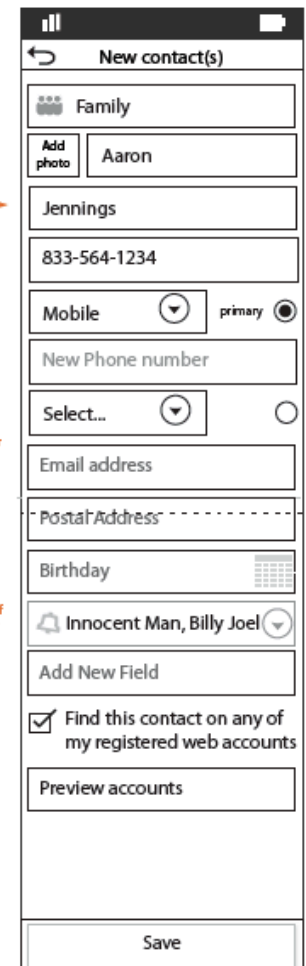 New contact(s)
Family
Add
photo
Aaron
Jennings
833-564-1234
Mobile
primary
New Phone number
Select...
Email address
Postal Address
Birthday
Innocent Man, Billy Joel
Add New Field
Find this contact on any of
my registered web accounts
Preview accounts
Save